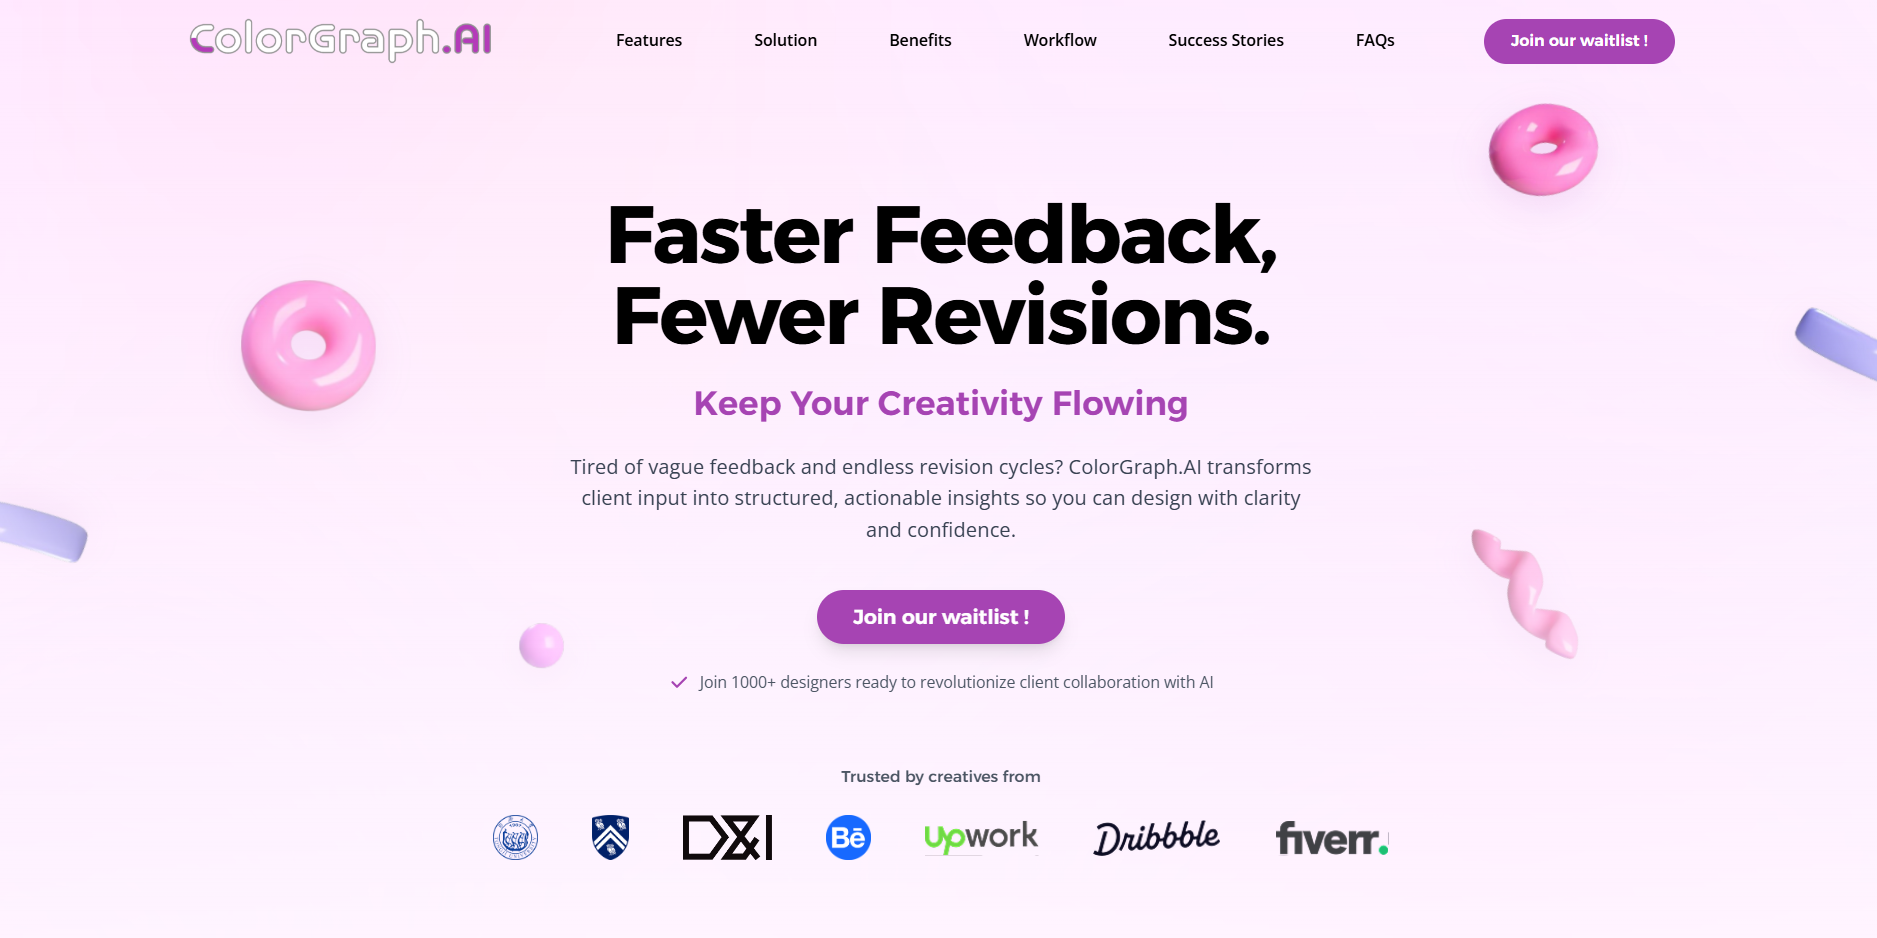 ColorGraph.AI
Features
Solution
Benefits
Workflow
Success Stories
FAQs
Join our waitlist !
Faster Feedback,
Fewer Revisions.
Keep Your Creativity Flowing
Tired of vague feedback and endless revision cycles? ColorGraph.AI transforms
client input into structured, actionable insights so you can design with clarity
and confidence.
Join our waitlist !
Join 1000+ designers ready to revolutionize client collaboration with AI
Trusted by creatives from
Bē
upwork
Dribbble
fiverr.